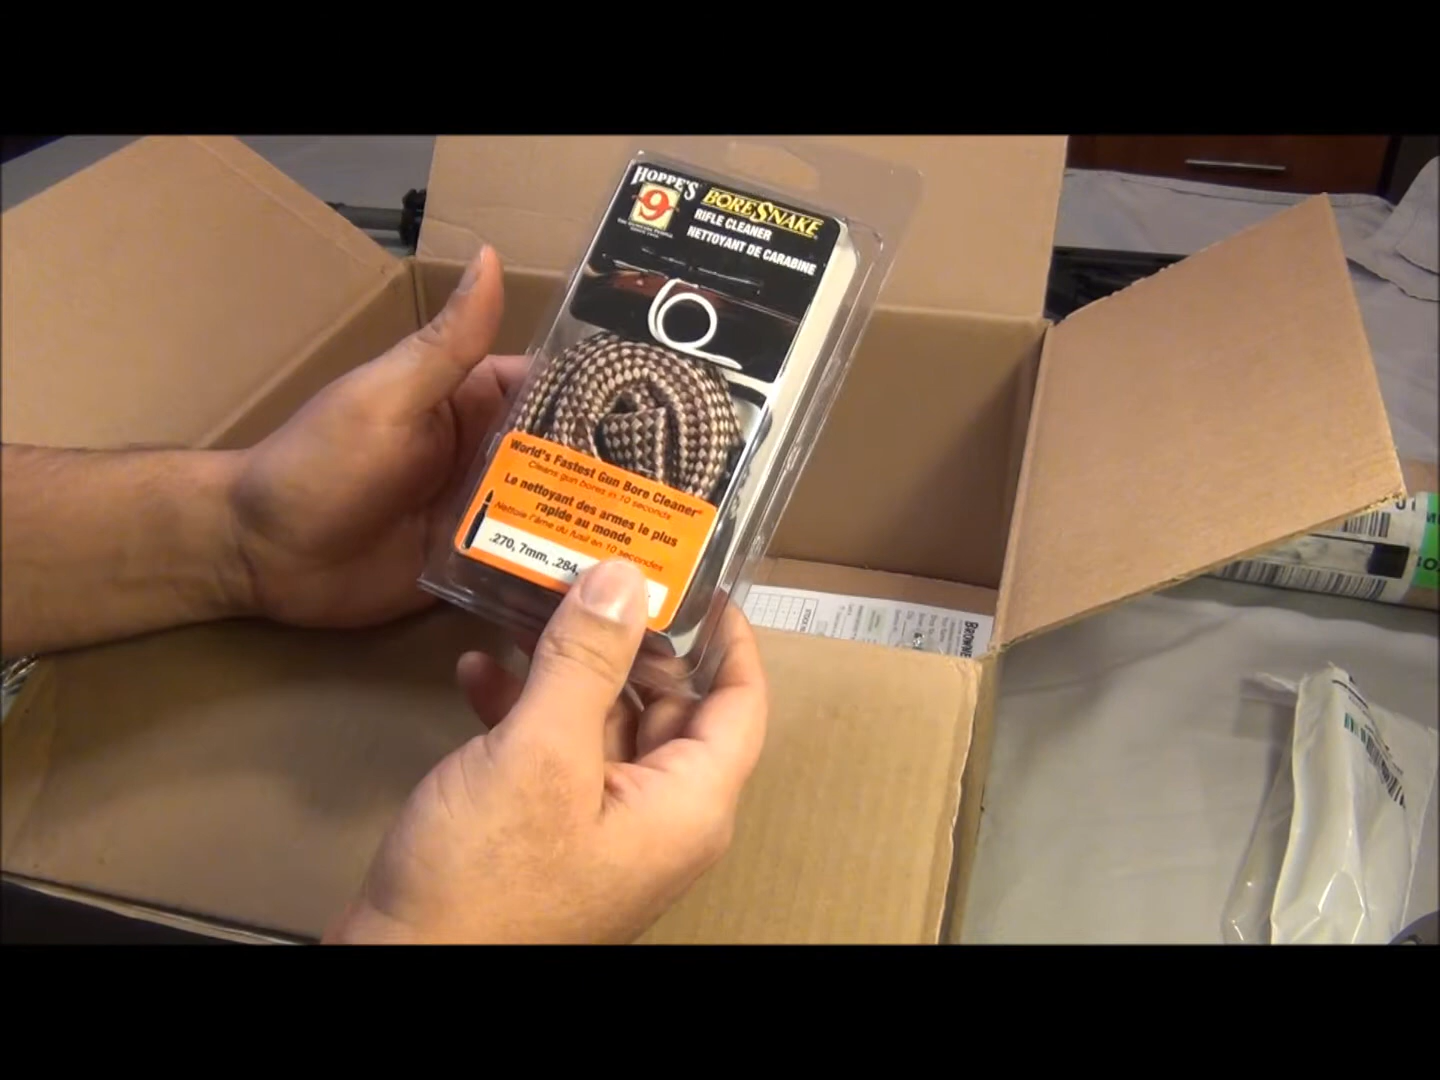 HOPPE'S
9
BORESNAKE
RIFLE CLEANER
NETTOYANT DE CARABINE
World's Fastest Gun Bore Cleaner®
Cleans gun bores in 10 seconds
Le nettoyant des armes le plus
rapide au monde
Nettoie l'âme du fusil en 10 secondes
.270, 7mm, .284,
BROWNE